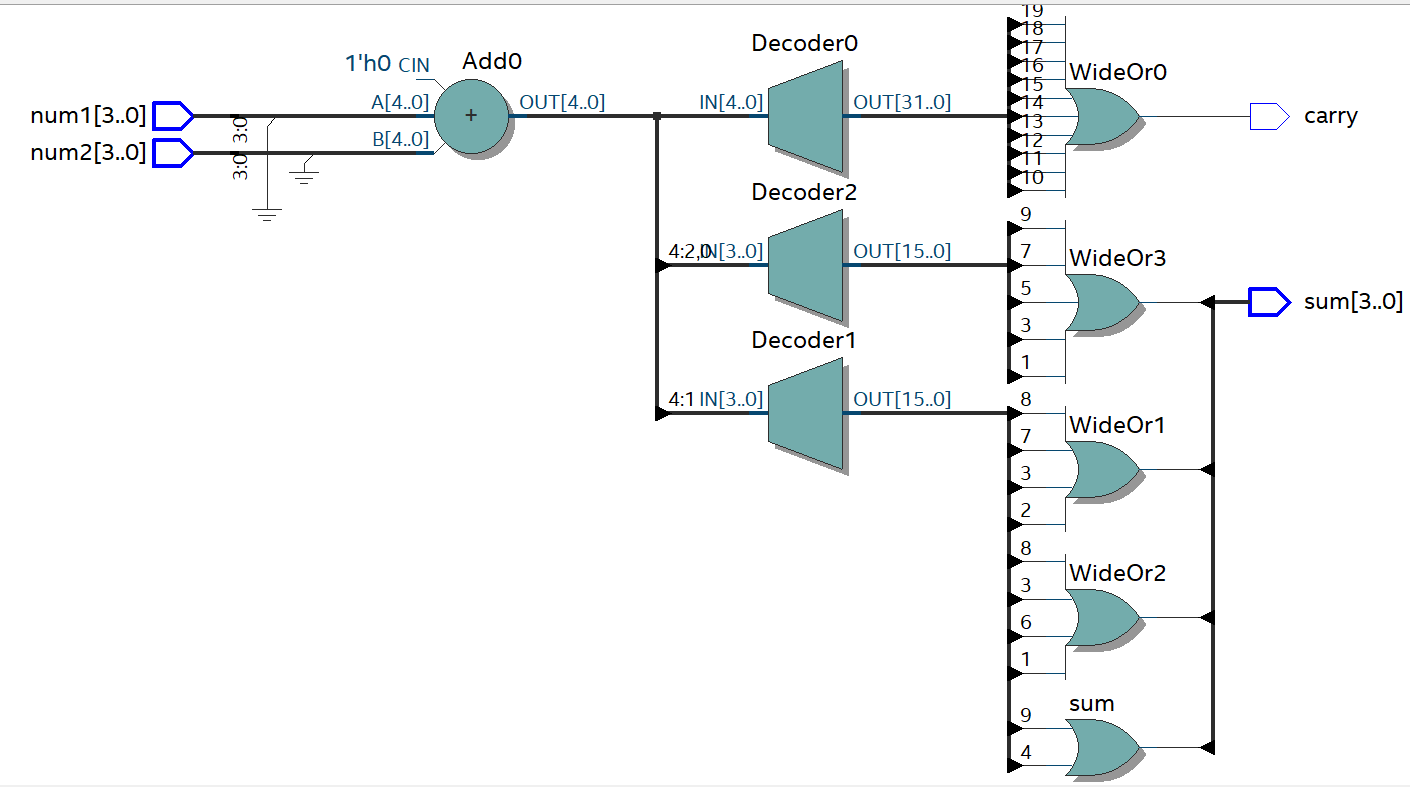 19
18
17
16
15
14
13
12
11
10
Decoder0
1'h0 CIN
Add0
WideOr0
num1[3..0]
A[4..0]
OUT[4..0]
IN[4..0]
OUT[31..0]
carry
num2[3..0]
B[4..0]
3:0
3:0
+
Decoder2
4:2,0
IN[3..0]
OUT[15..0]
9
7
5
3
1
WideOr3
sum[3..0]
Decoder1
4:1
IN[3..0]
OUT[15..0]
8
7
3
2
WideOr1
8
3
6
1
WideOr2
9
4
sum